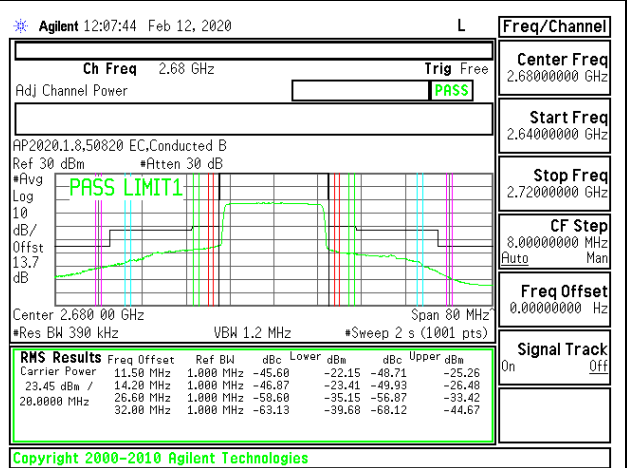 Agilent 12:07:44 Feb 12, 2020 L Freq/Channel
Ch Freq 2.68 GHz Trig Free
Adj Channel Power PASS
Center Freq
2.68000000 GHz
Start Freq
2.64000000 GHz
AP2020.1.8,50820 EC,Conducted B
Ref 30 dBm #Atten 30 dB
#Avg
Log
10
dB/
Offst
13.7
dB
PASS LIMIT1
Stop Freq
2.72000000 GHz
CF Step
8.00000000 MHz
Auto Man
Center 2.680 00 GHz Span 80 MHz
#Res BW 390 kHz VBW 1.2 MHz #Sweep 2 s (1001 pts)
Freq Offset
0.00000000 Hz
RMS Results Freq Offset Ref BW dBc Lower dBm dBc Upper dBm
Carrier Power 11.50 MHz 1.000 MHz -45.60 -22.15 -48.71 -25.26
23.45 dBm / 14.20 MHz 1.000 MHz -46.87 -23.41 -49.93 -26.48
20.0000 MHz 26.60 MHz 1.000 MHz -58.60 -35.15 -56.87 -33.42
32.00 MHz 1.000 MHz -63.13 -39.68 -68.12 -44.67
Signal Track
On Off
Copyright 2000-2010 Agilent Technologies